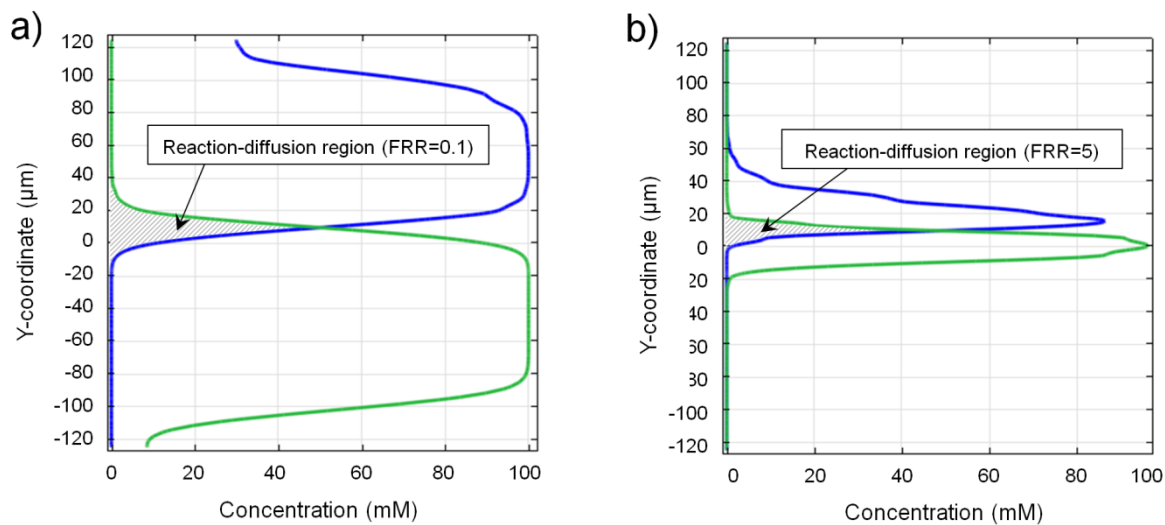 a)
120
100
80
60
40
20
0
-20
-40
-60
-80
-100
-120
Y-coordinate (µm)
Reaction-diffusion region (FRR=0.1)
0 20 40 60 80 100
Concentration (mM)
b)
120
100
80
60
40
20
0
20
40
60
80
-100
-120
Y-coordinate (µm)
Reaction-diffusion region (FRR=5)
0 20 40 60 80 100
Concentration (mM)